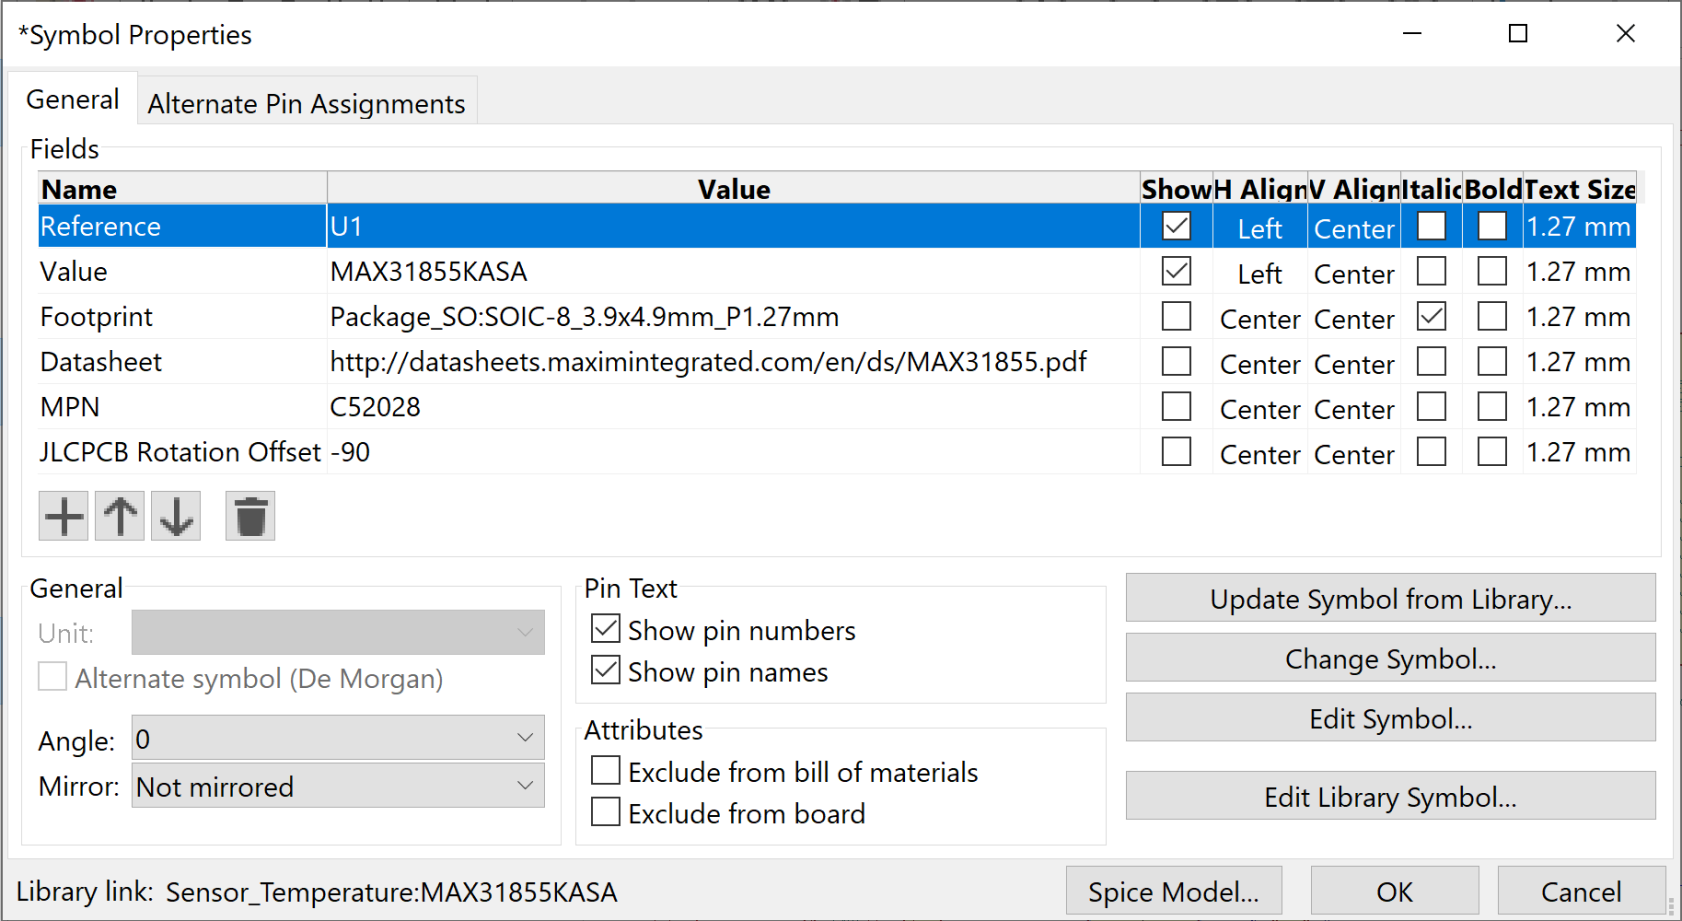 *Symbol Properties
General
Alternate Pin Assignments
Fields
Name Value Show H Align V Align Italic Bold Text Size
Reference U1 Left Center 1.27 mm
Value MAX31855KASA Left Center 1.27 mm
Footprint Package_SO:SOIC-8_3.9x4.9mm_P1.27mm Center Center 1.27 mm
Datasheet http://datasheets.maximintegrated.com/en/ds/MAX31855.pdf Center Center 1.27 mm
MPN C52028 Center Center 1.27 mm
JLCPCB Rotation Offset -90 Center Center 1.27 mm
General
Unit:
Alternate symbol (De Morgan)
Angle: 0
Mirror: Not mirrored
Pin Text
Show pin numbers
Show pin names
Attributes
Exclude from bill of materials
Exclude from board
Update Symbol from Library...
Change Symbol...
Edit Symbol...
Edit Library Symbol...
Library link: Sensor_Temperature:MAX31855KASA
Spice Model...
OK
Cancel